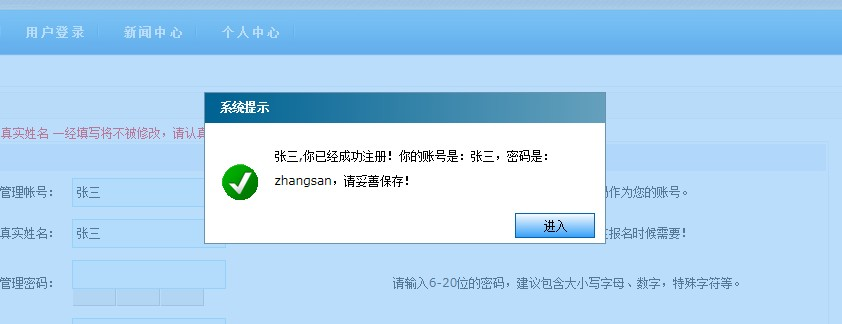 用户登录 新闻中心 个人中心
系统提示
真实姓名 一经填写将不被修改，请认真
张三,你已经成功注册！你的账号是：张三，密码是：
zhangsan，请妥善保存！
管理帐号： 张三 作为您的账号。
真实姓名： 张三 报名时候需要！
进入
管理密码： 请输入6-20位的密码，建议包含大小写字母、数字，特殊字符等。